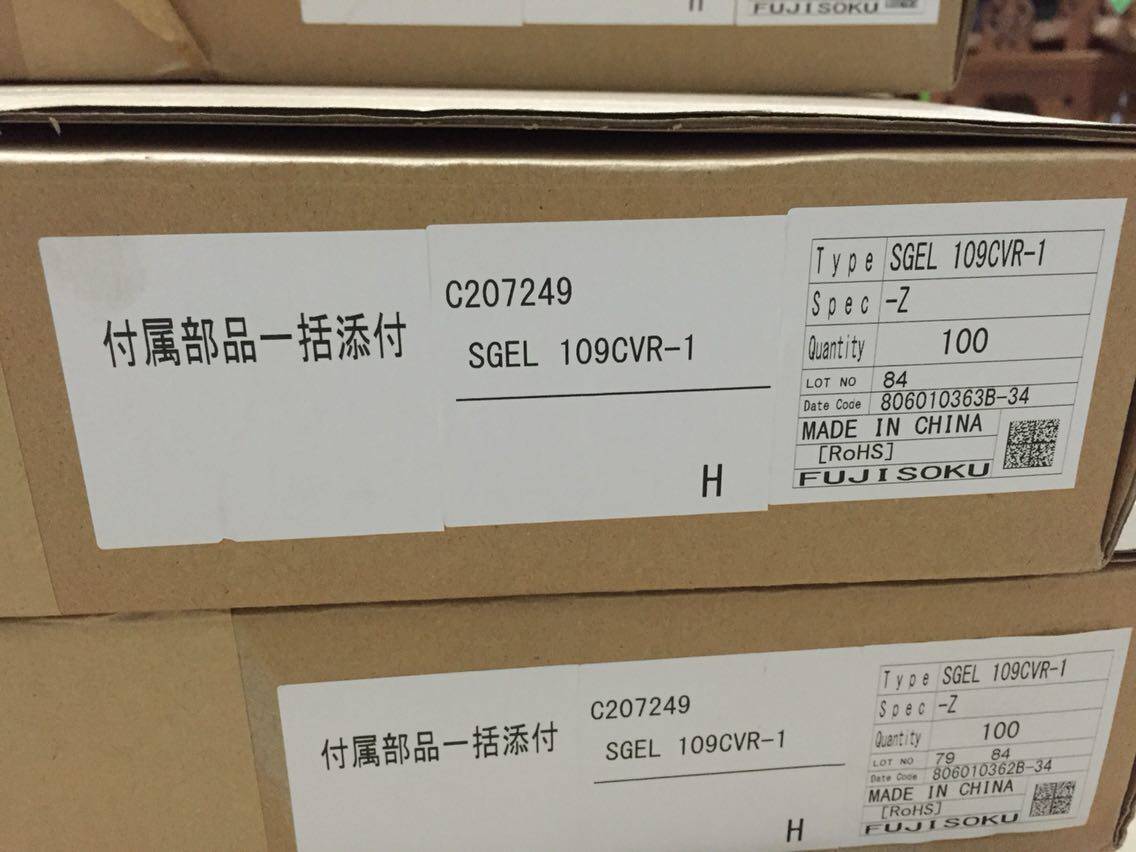 H
FUJISOKU
付属部品一括添付
C207249
SGEL 109CVR-1
H
Type SGEL 109CVR-1
Spec -Z
Quantity 100
LOT NO 84
Date Code 806010363B-34
MADE IN CHINA
[RoHS]
FUJISOKU
付属部品一括添付
C207249
SGEL 109CVR-1
H
Type SGEL 109CVR-1
Spec -Z
Quantity 100
LOT NO 79 84
Date Code 806010362B-34
MADE IN CHINA
[RoHS]
FUJISOKU